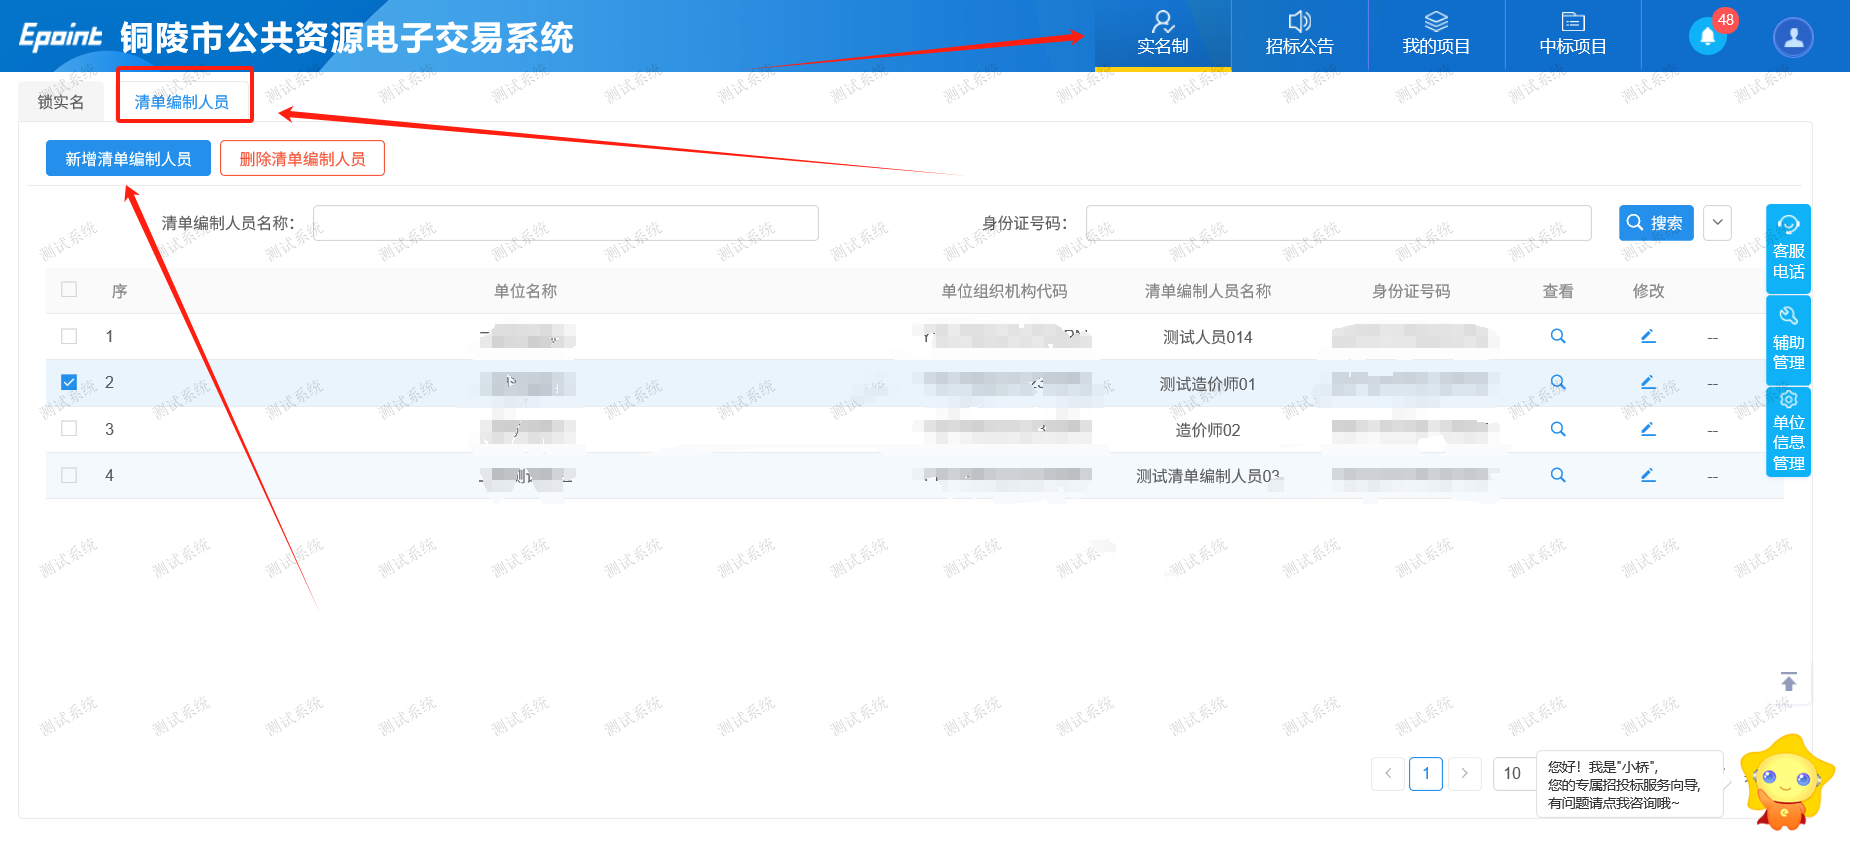 Epoint 铜陵市公共资源电子交易系统
实名制
招标公告
我的项目
中标项目
48
锁实名
清单编制人员
新增清单编制人员
删除清单编制人员
清单编制人员名称：
身份证号码：
搜索
序 单位名称 单位组织机构代码 清单编制人员名称 身份证号码 查看 修改
1 测试人员014 --
2 测试造价师01 --
3 造价师02 --
4 测试清单编制人员03 --
客服
电话
辅助
管理
单位
信息
管理
1
10
您好！我是"小桥",
您的专属招投标服务向导,
有问题请点我咨询哦~
测试系统